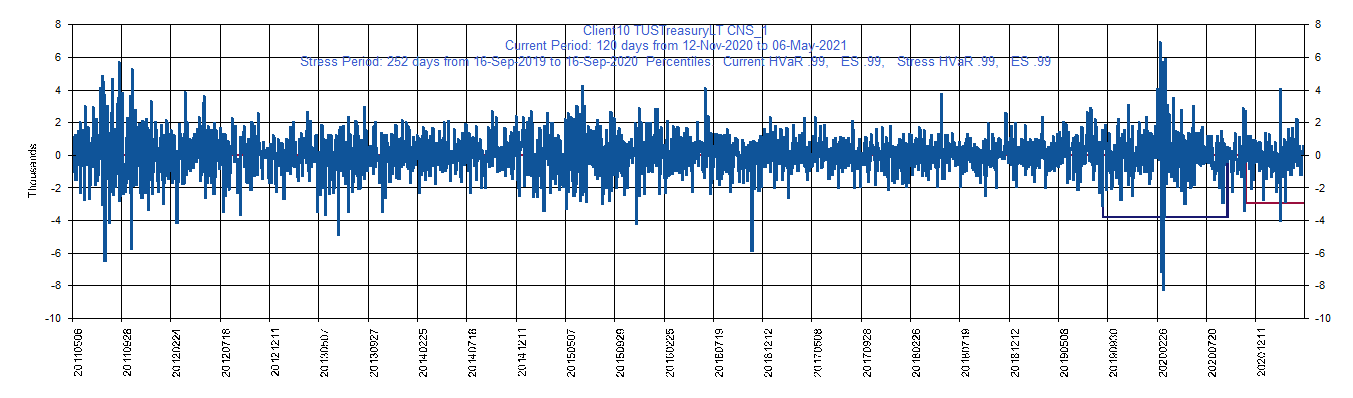 Client10 TUSTreasuryLT CNS_1
Current Period: 120 days from 12-Nov-2020 to 06-May-2021
Stress Period: 252 days from 16-Sep-2019 to 16-Sep-2020 Percentiles: Current HVaR .99, ES .99, Stress HVaR .99, ES .99
8 8
6 6
4 4
2 2
0 0
-2 -2
-4 -4
-6 -6
-8 -8
-10 -10
Thousands
20110506 20110928 20120224 20120718 20121211 20130507 20130927 20140225 20140718 20141211 20150507 20150929 20160225 20160719 20161212 20170508 20170928 20180226 20180719 20181212 20190508 20190930 20200226 20200720 20201211